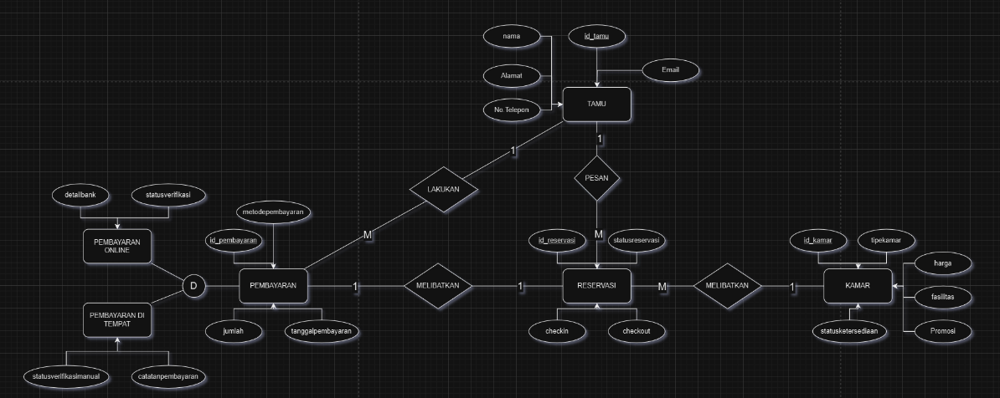 nama
id_tamu
Email
Alamat
No.Telepon
TAMU
1
1
LAKUKAN
PESAN
detailbank
statusverifikasi
metodepembayaran
M
M
PEMBAYARAN
ONLINE
id_pembayaran
id_reservasi
statusreservasi
id_kamar
tipekamar
harga
D
PEMBAYARAN
1
MELIBATKAN
1
RESERVASI
M
MELIBATKAN
1
KAMAR
fasilitas
PEMBAYARAN DI
TEMPAT
jumlah
tanggalpembayaran
checkin
checkout
statusketersediaan
Promosi
statusverifikasimanual
catatanpembayaran